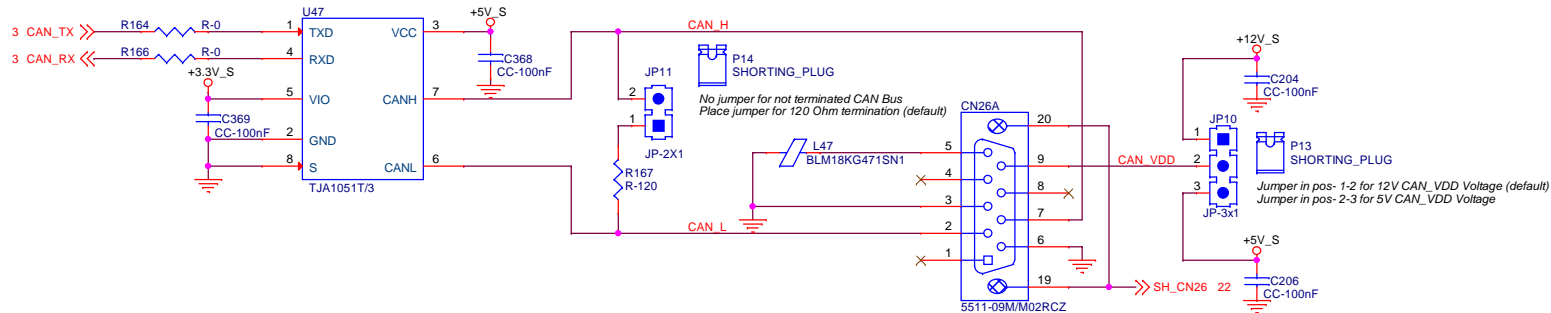 3 CAN_TX
3 CAN_RX
R164
R-0
R166
R-0
+3.3V_S
C369
CC-100nF
U47
1 TXD
4 RXD
5 VIO
2 GND
8 S
VCC 3
CANH 7
CANL 6
TJA1051T/3
+5V_S
C368
CC-100nF
CAN_H
JP11
2
1
JP-2X1
R167
R-120
CAN_L
P14
SHORTING_PLUG
No jumper for not terminated CAN Bus
Place jumper for 120 Ohm termination (default)
L47
BLM18KG471SN1
CN26A
5
4
3
2
1
20
9
8
7
6
19
5511-09M/M02RCZ
CAN_VDD
SH_CN26 22
+12V_S
C204
CC-100nF
JP10
1
2
3
JP-3x1
P13
SHORTING_PLUG
Jumper in pos- 1-2 for 12V CAN_VDD Voltage (default)
Jumper in pos- 2-3 for 5V CAN_VDD Voltage
+5V_S
C206
CC-100nF